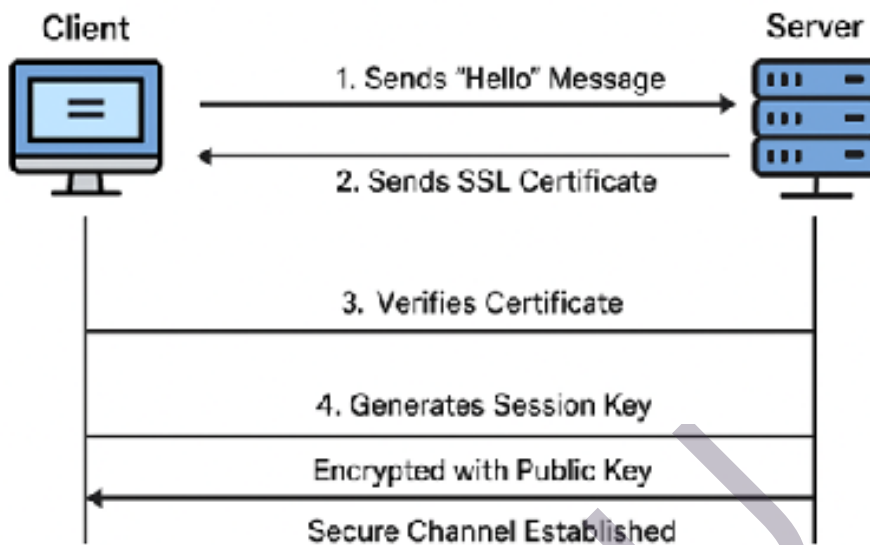 Client
Server
1. Sends "Hello" Message
2. Sends SSL Certificate
3. Verifies Certificate
4. Generates Session Key
Encrypted with Public Key
Secure Channel Established